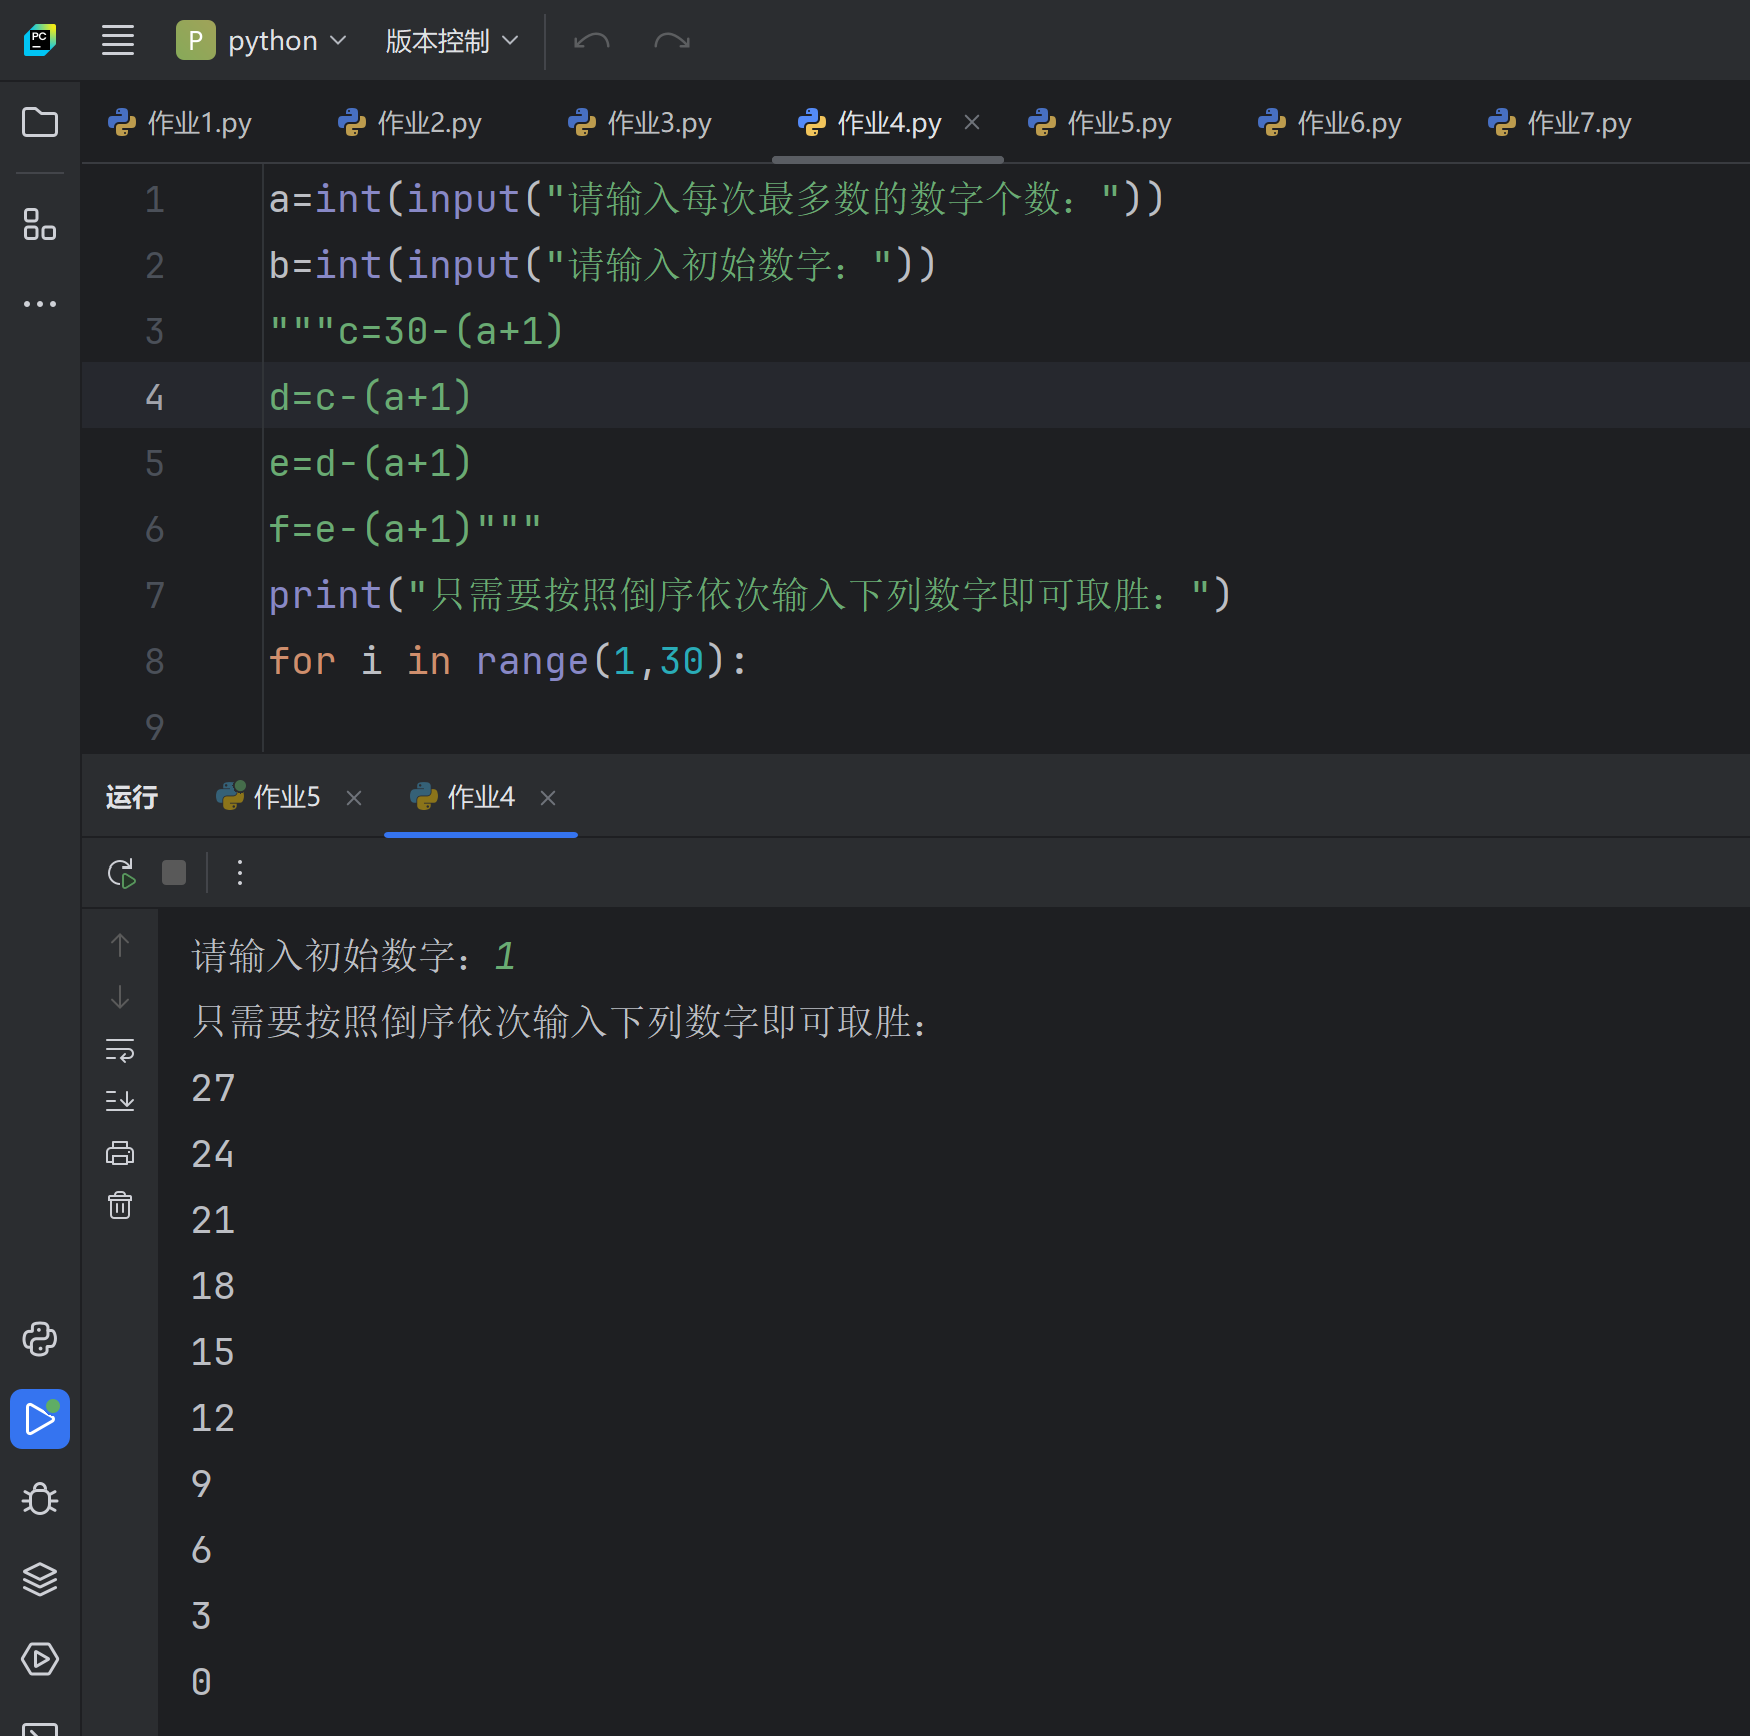 PC
P python 版本控制
作业1.py 作业2.py 作业3.py 作业4.py 作业5.py 作业6.py 作业7.py
1 a=int(input("请输入每次最多数的数字个数："))
2 b=int(input("请输入初始数字："))
3 """c=30-(a+1)
4 d=c-(a+1)
5 e=d-(a+1)
6 f=e-(a+1)"""
7 print("只需要按照倒序依次输入下列数字即可取胜：")
8 for i in range(1,30):
9
运行 作业5 作业4
请输入初始数字：1
只需要按照倒序依次输入下列数字即可取胜：
27
24
21
18
15
12
9
6
3
0